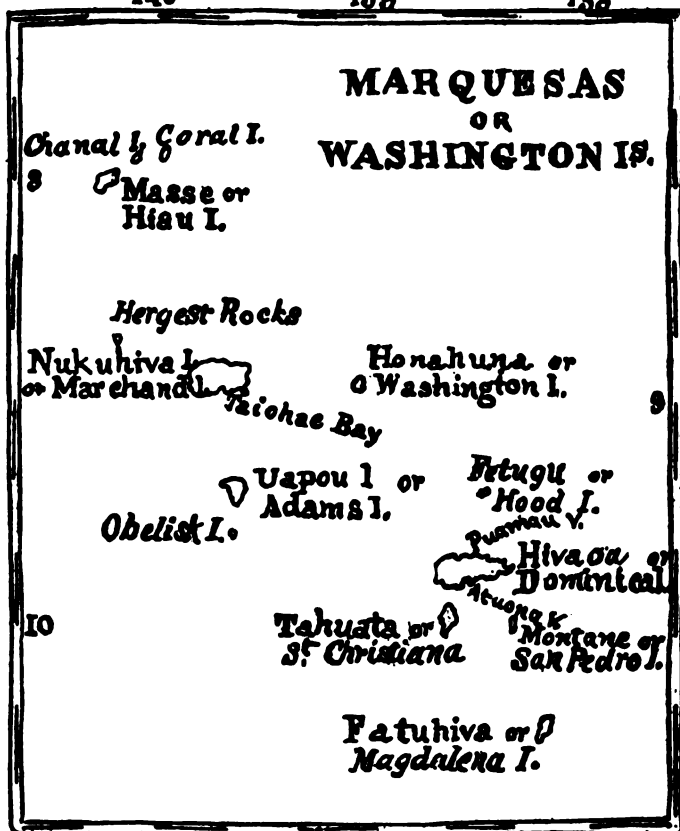 MARQUESAS
OR
WASHINGTON IS.
Chanal I. Coral I.
Masse or
Hiau I.
Hergest Rocks
Nukuhiva I.
or Marchand I.
Taiohae Bay
Honahuna or
Washington I.
9
Uapou I or
Adams I.
Obelisk I.
Fetugu or
Hood I.
Puamau V.
Hivaoa or
Dominica I.
Atuona
10
Tahuata or
St. Christiana
Montane or
San Pedro I.
Fatuhiva or
Magdalena I.